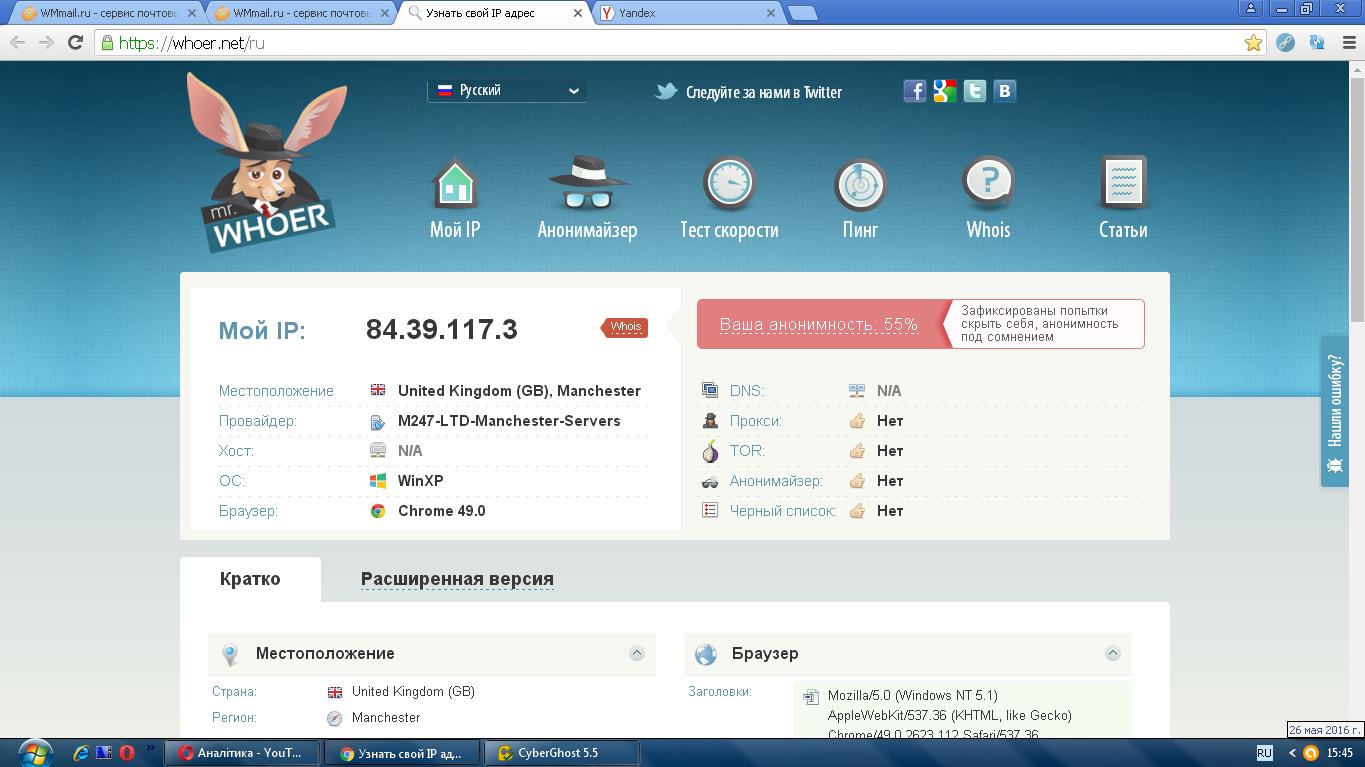 WMmail.ru - сервис почтовы
WMmail.ru - сервис почтовы
Узнать свой IP адрес
Yandex
https://whoer.net/ru
mr.
WHOER
Русский
Следуйте за нами в Twitter
Мой IP
Анонимайзер
Тест скорости
Пинг
Whois
Статьи
Мой IP:
84.39.117.3
Whois
Ваша анонимность: 55%
Зафиксированы попытки
скрыть себя, анонимность
под сомнением
Местоположение
United Kingdom (GB), Manchester
Провайдер:
M247-LTD-Manchester-Servers
Хост:
N/A
ОС:
WinXP
Браузер:
Chrome 49.0
DNS:
N/A
Прокси:
Нет
TOR:
Нет
Анонимайзер:
Нет
Черный список:
Нет
Нашли ошибку?
Кратко
Расширенная версия
Местоположение
Страна:
United Kingdom (GB)
Регион:
Manchester
Браузер
Заголовки:
Mozilla/5.0 (Windows NT 5.1)
AppleWebKit/537.36 (KHTML, like Gecko)
Chrome/49.0.2623.112 Safari/537.36
26 мая 2016 г.
Аналітика - YouT...
Узнать свой IP ад...
CyberGhost 5.5
RU
15:45